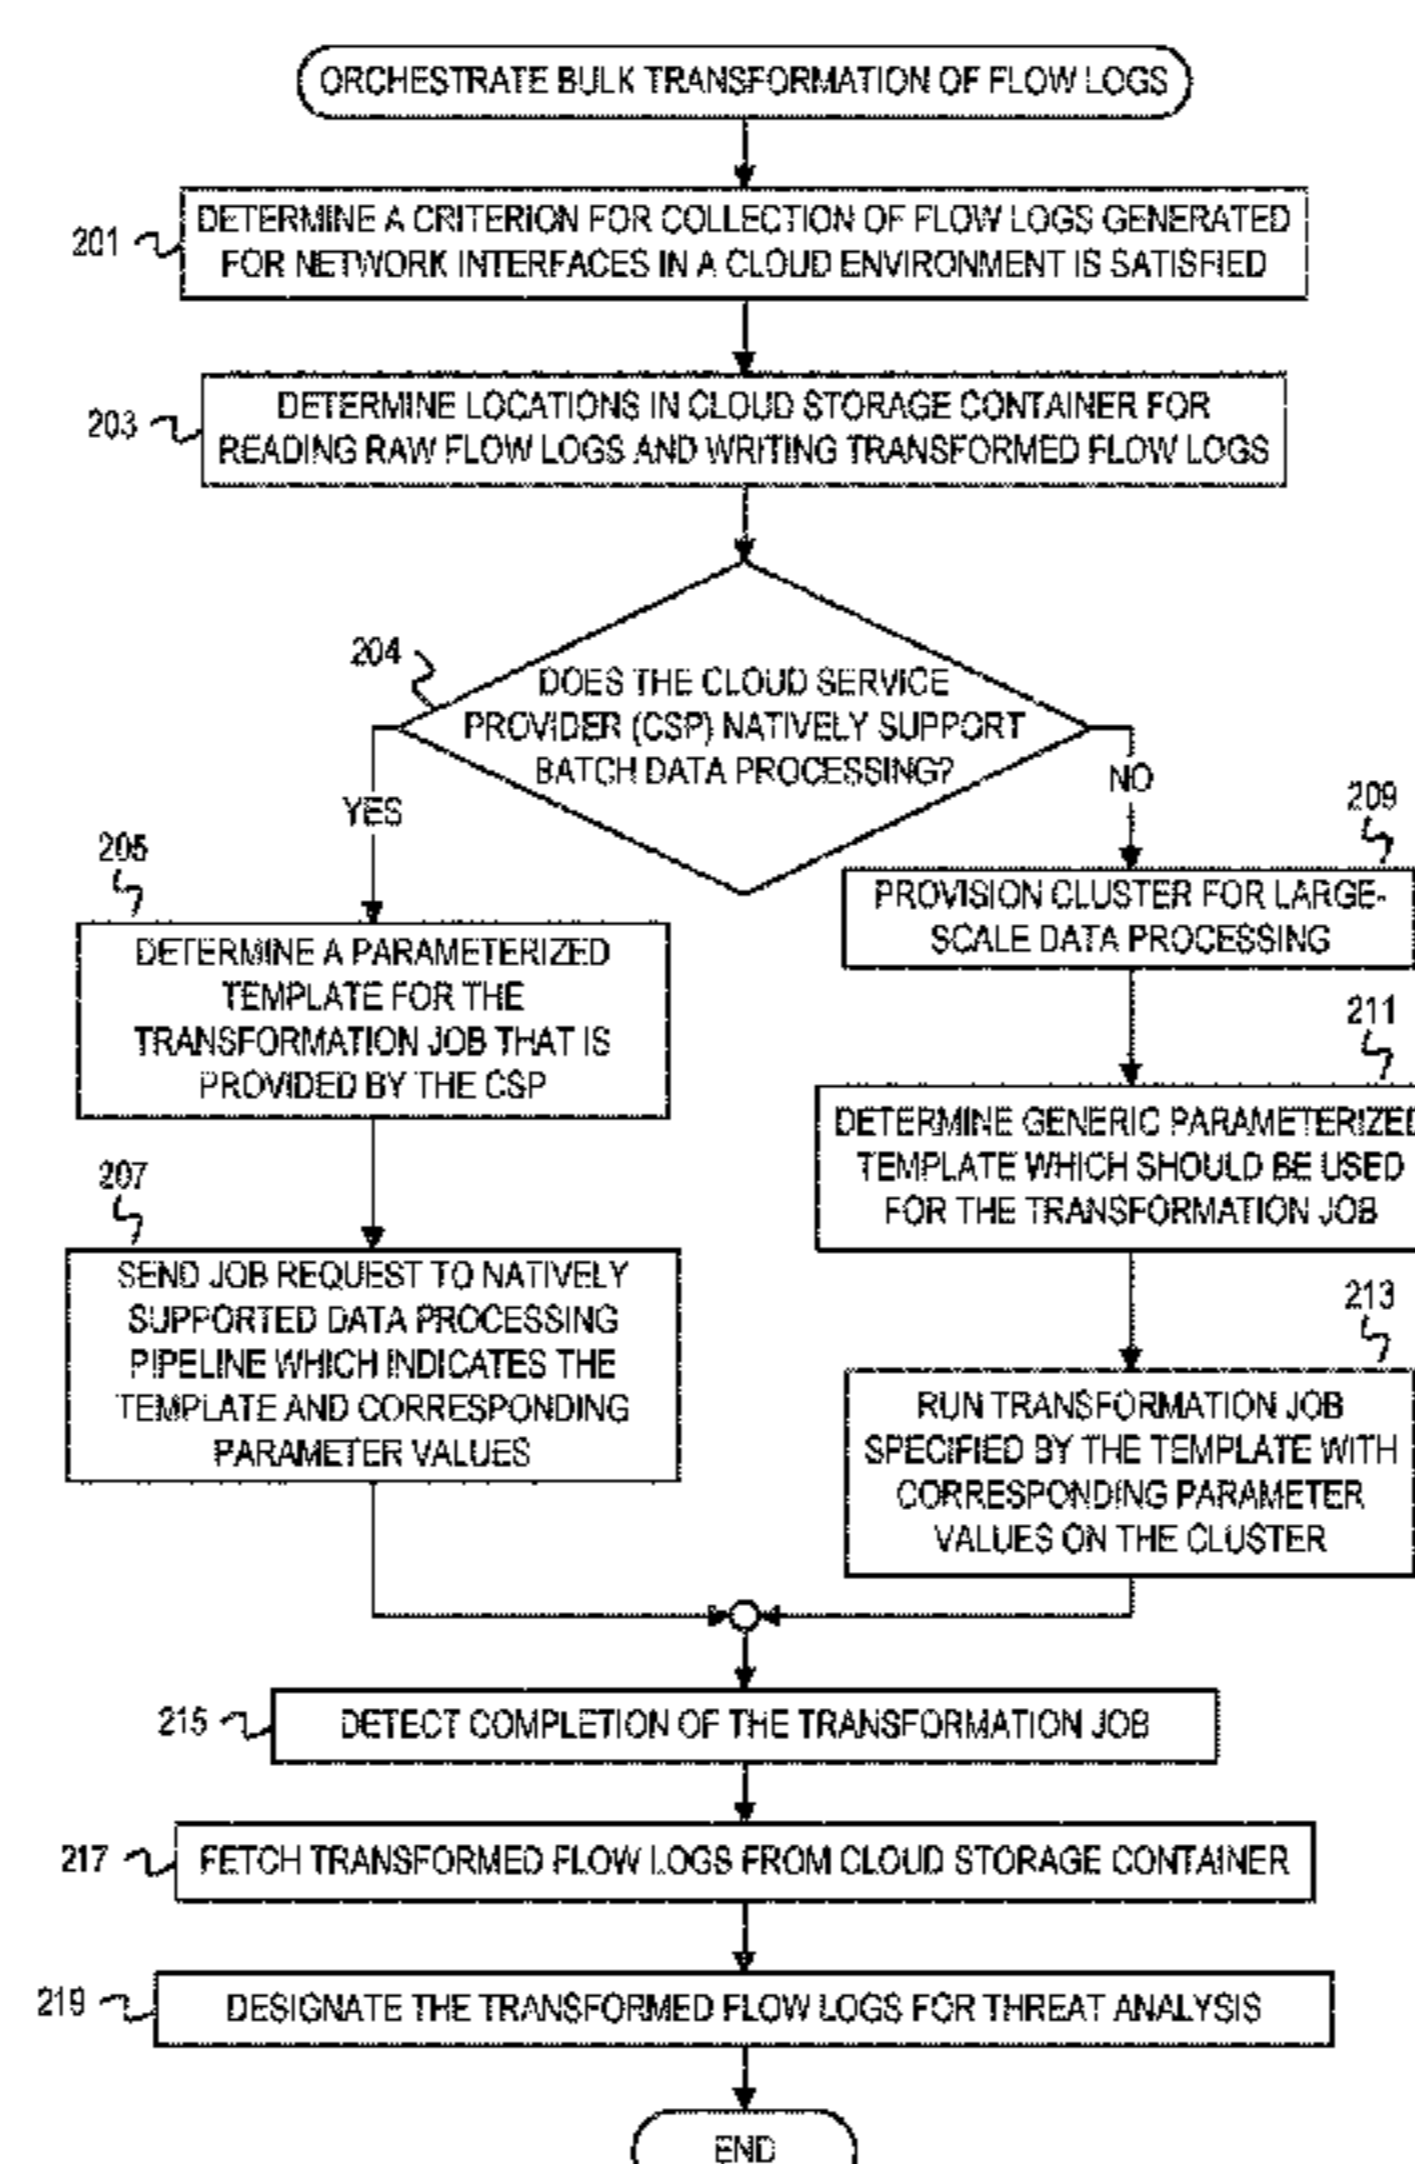 ORCHESTRATE BULK TRANSFORMATION OF FLOW LOGS
201
DETERMINE A CRITERION FOR COLLECTION OF FLOW LOGS GENERATED
FOR NETWORK INTERFACES IN A CLOUD ENVIRONMENT IS SATISFIED
203
DETERMINE LOCATIONS IN CLOUD STORAGE CONTAINER FOR
READING RAW FLOW LOGS AND WRITING TRANSFORMED FLOW LOGS
204
DOES THE CLOUD SERVICE
PROVIDER (CSP) NATIVELY SUPPORT
BATCH DATA PROCESSING?
YES
NO
205
DETERMINE A PARAMETERIZED
TEMPLATE FOR THE
TRANSFORMATION JOB THAT IS
PROVIDED BY THE CSP
207
SEND JOB REQUEST TO NATIVELY
SUPPORTED DATA PROCESSING
PIPELINE WHICH INDICATES THE
TEMPLATE AND CORRESPONDING
PARAMETER VALUES
209
PROVISION CLUSTER FOR LARGE-
SCALE DATA PROCESSING
211
DETERMINE GENERIC PARAMETERIZED
TEMPLATE WHICH SHOULD BE USED
FOR THE TRANSFORMATION JOB
213
RUN TRANSFORMATION JOB
SPECIFIED BY THE TEMPLATE WITH
CORRESPONDING PARAMETER
VALUES ON THE CLUSTER
215
DETECT COMPLETION OF THE TRANSFORMATION JOB
217
FETCH TRANSFORMED FLOW LOGS FROM CLOUD STORAGE CONTAINER
219
DESIGNATE THE TRANSFORMED FLOW LOGS FOR THREAT ANALYSIS
END